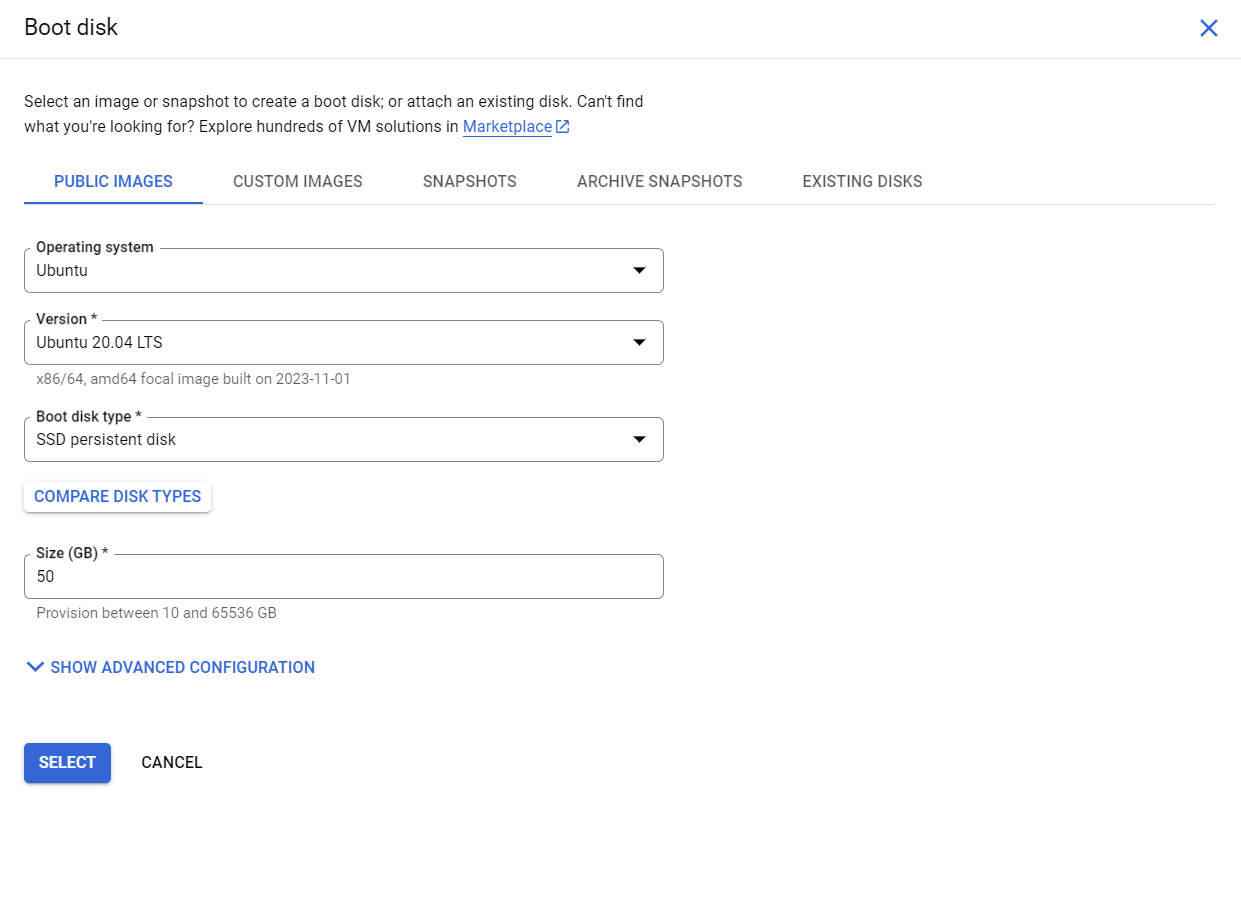 Boot disk
Select an image or snapshot to create a boot disk; or attach an existing disk. Can't find
what you're looking for? Explore hundreds of VM solutions in Marketplace
PUBLIC IMAGES CUSTOM IMAGES SNAPSHOTS ARCHIVE SNAPSHOTS EXISTING DISKS
Operating system
Ubuntu
Version *
Ubuntu 20.04 LTS
x86/64, amd64 focal image built on 2023-11-01
Boot disk type *
SSD persistent disk
COMPARE DISK TYPES
Size (GB) *
50
Provision between 10 and 65536 GB
SHOW ADVANCED CONFIGURATION
SELECT CANCEL